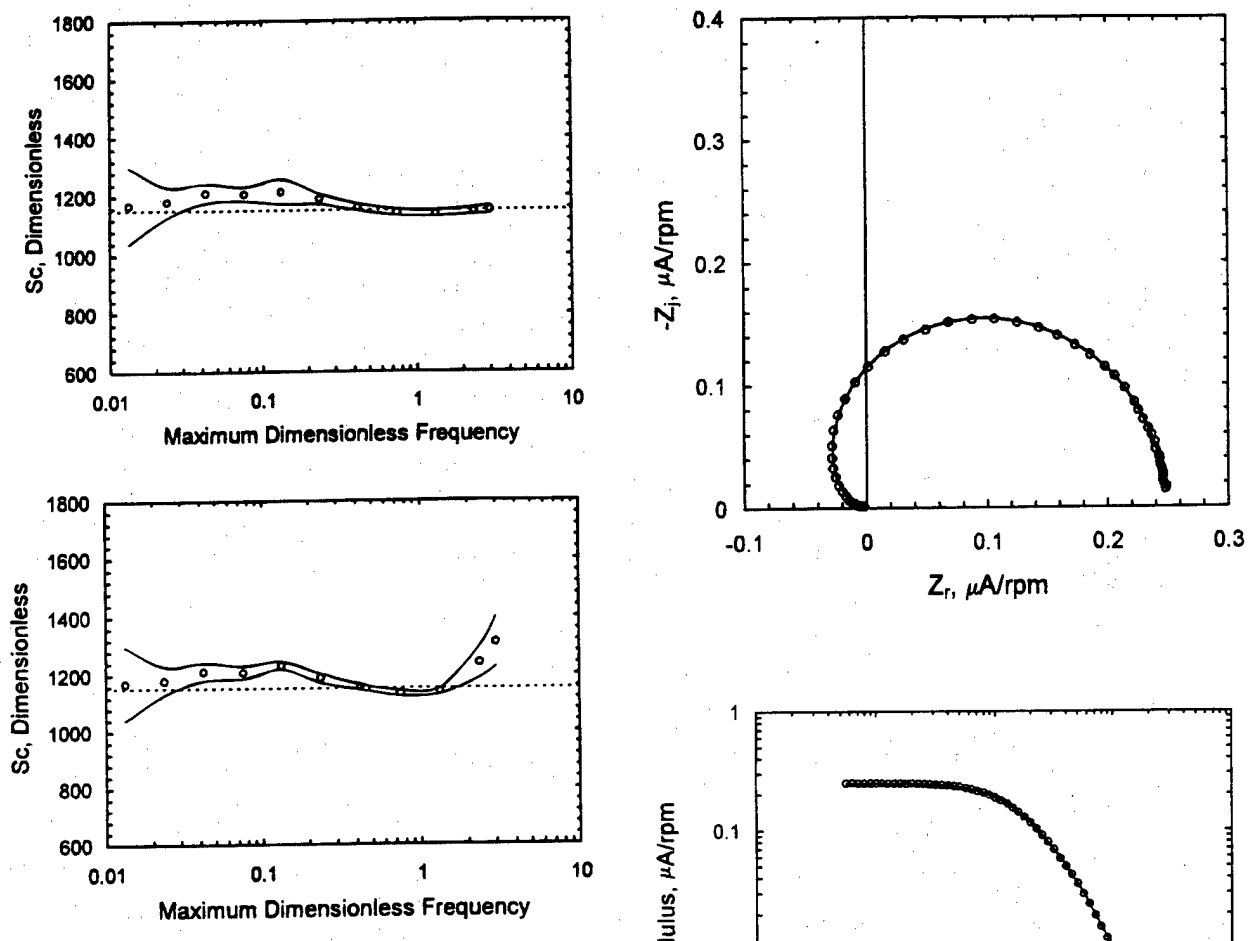 1800
1600
1400
1200
1000
800
600
Sc, Dimensionless
0.01 0.1 1 10
Maximum Dimensionless Frequency
1800
1600
1400
1200
1000
800
600
Sc, Dimensionless
0.01 0.1 1 10
Maximum Dimensionless Frequency
0.4
0.3
0.2
0.1
0
-Zj, μA/rpm
-0.1 0 0.1 0.2 0.3
Zr, μA/rpm
1
0.1
lulus, μA/rpm